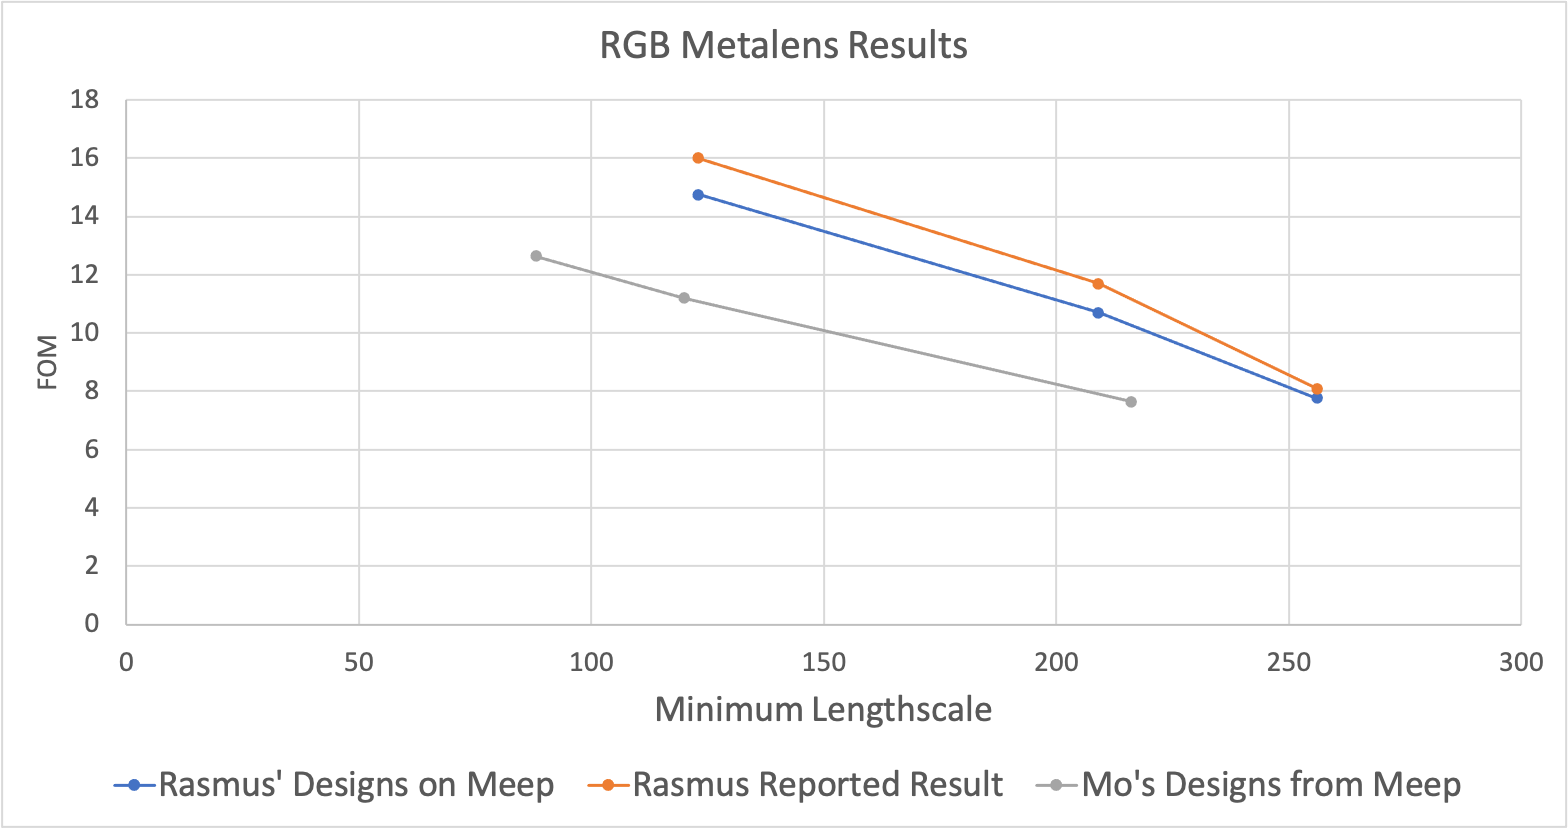 RGB Metalens Results
18
16
14
12
10
8
6
4
2
0
FOM
0 50 100 150 200 250 300
Minimum Lengthscale
Rasmus' Designs on Meep Rasmus Reported Result Mo's Designs from Meep